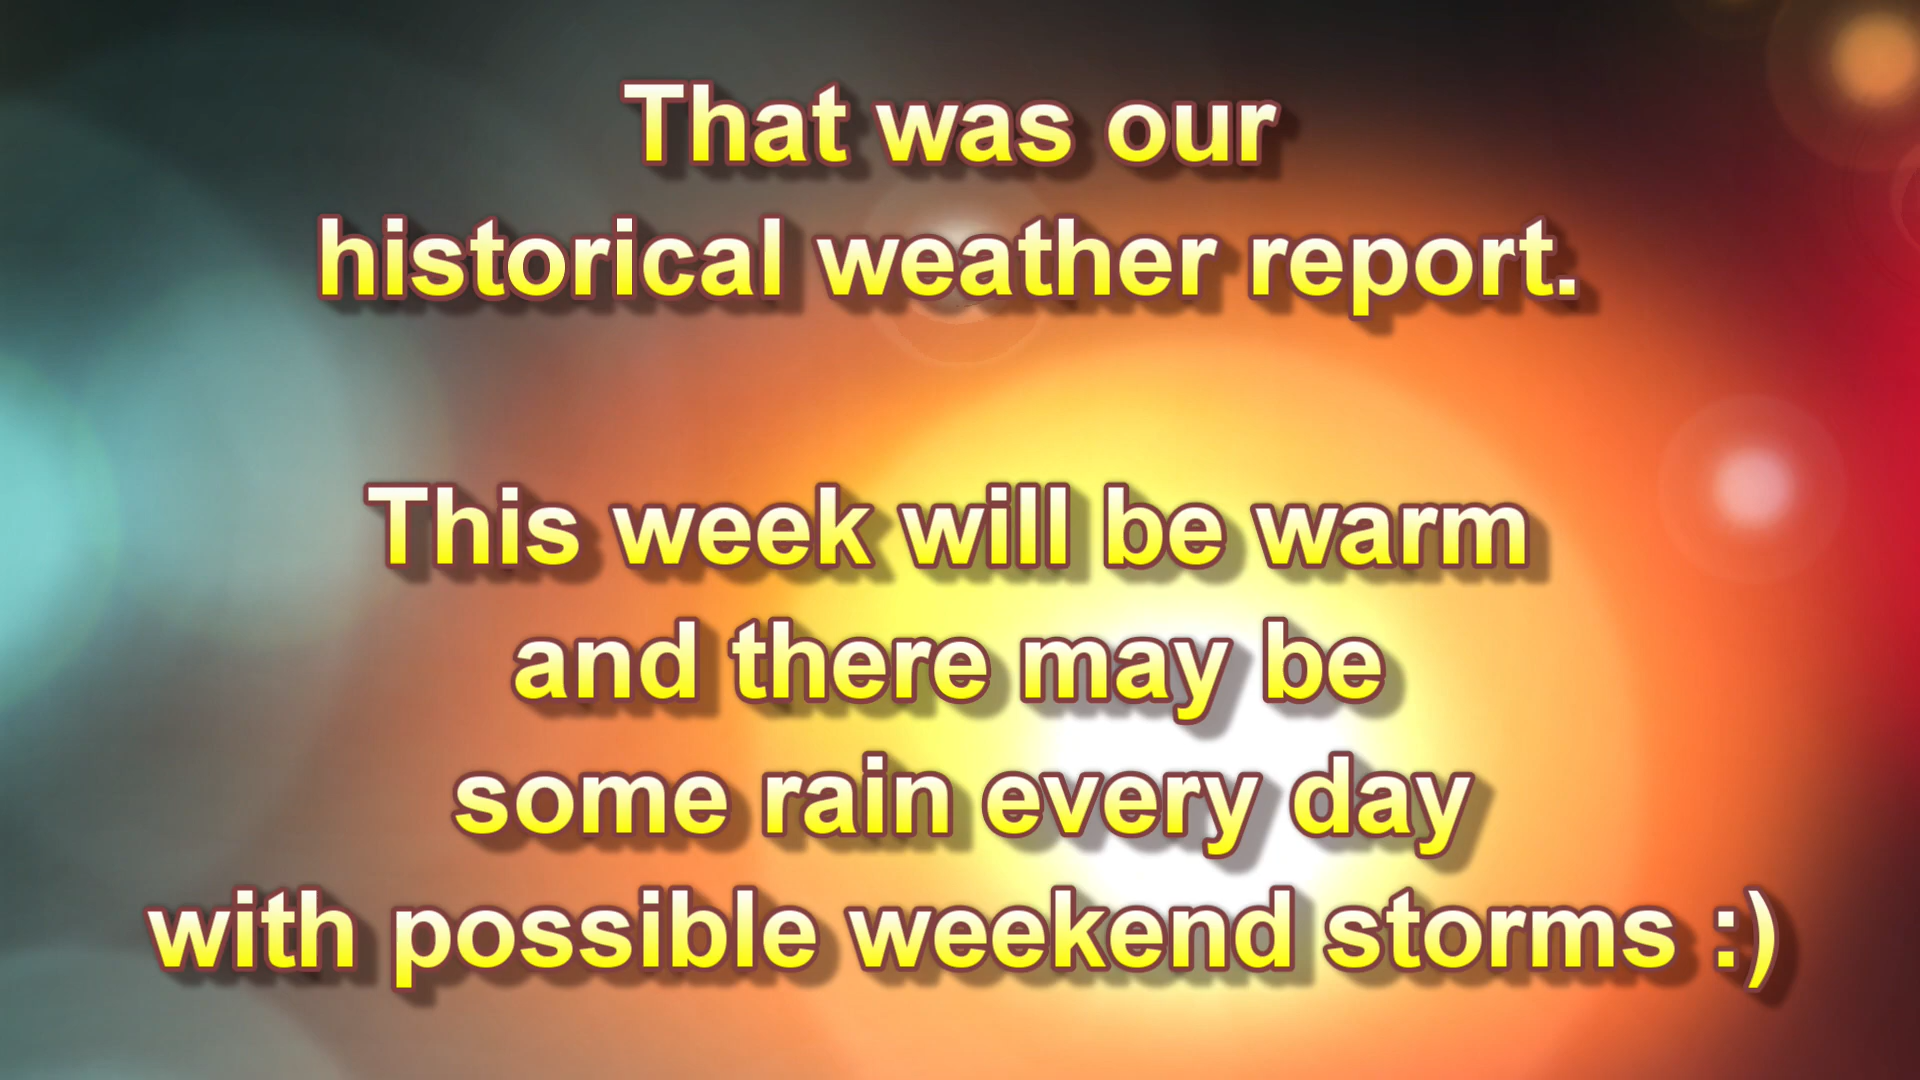 That was our
historical weather report.
This week will be warm
and there may be
some rain every day
with possible weekend storms :)